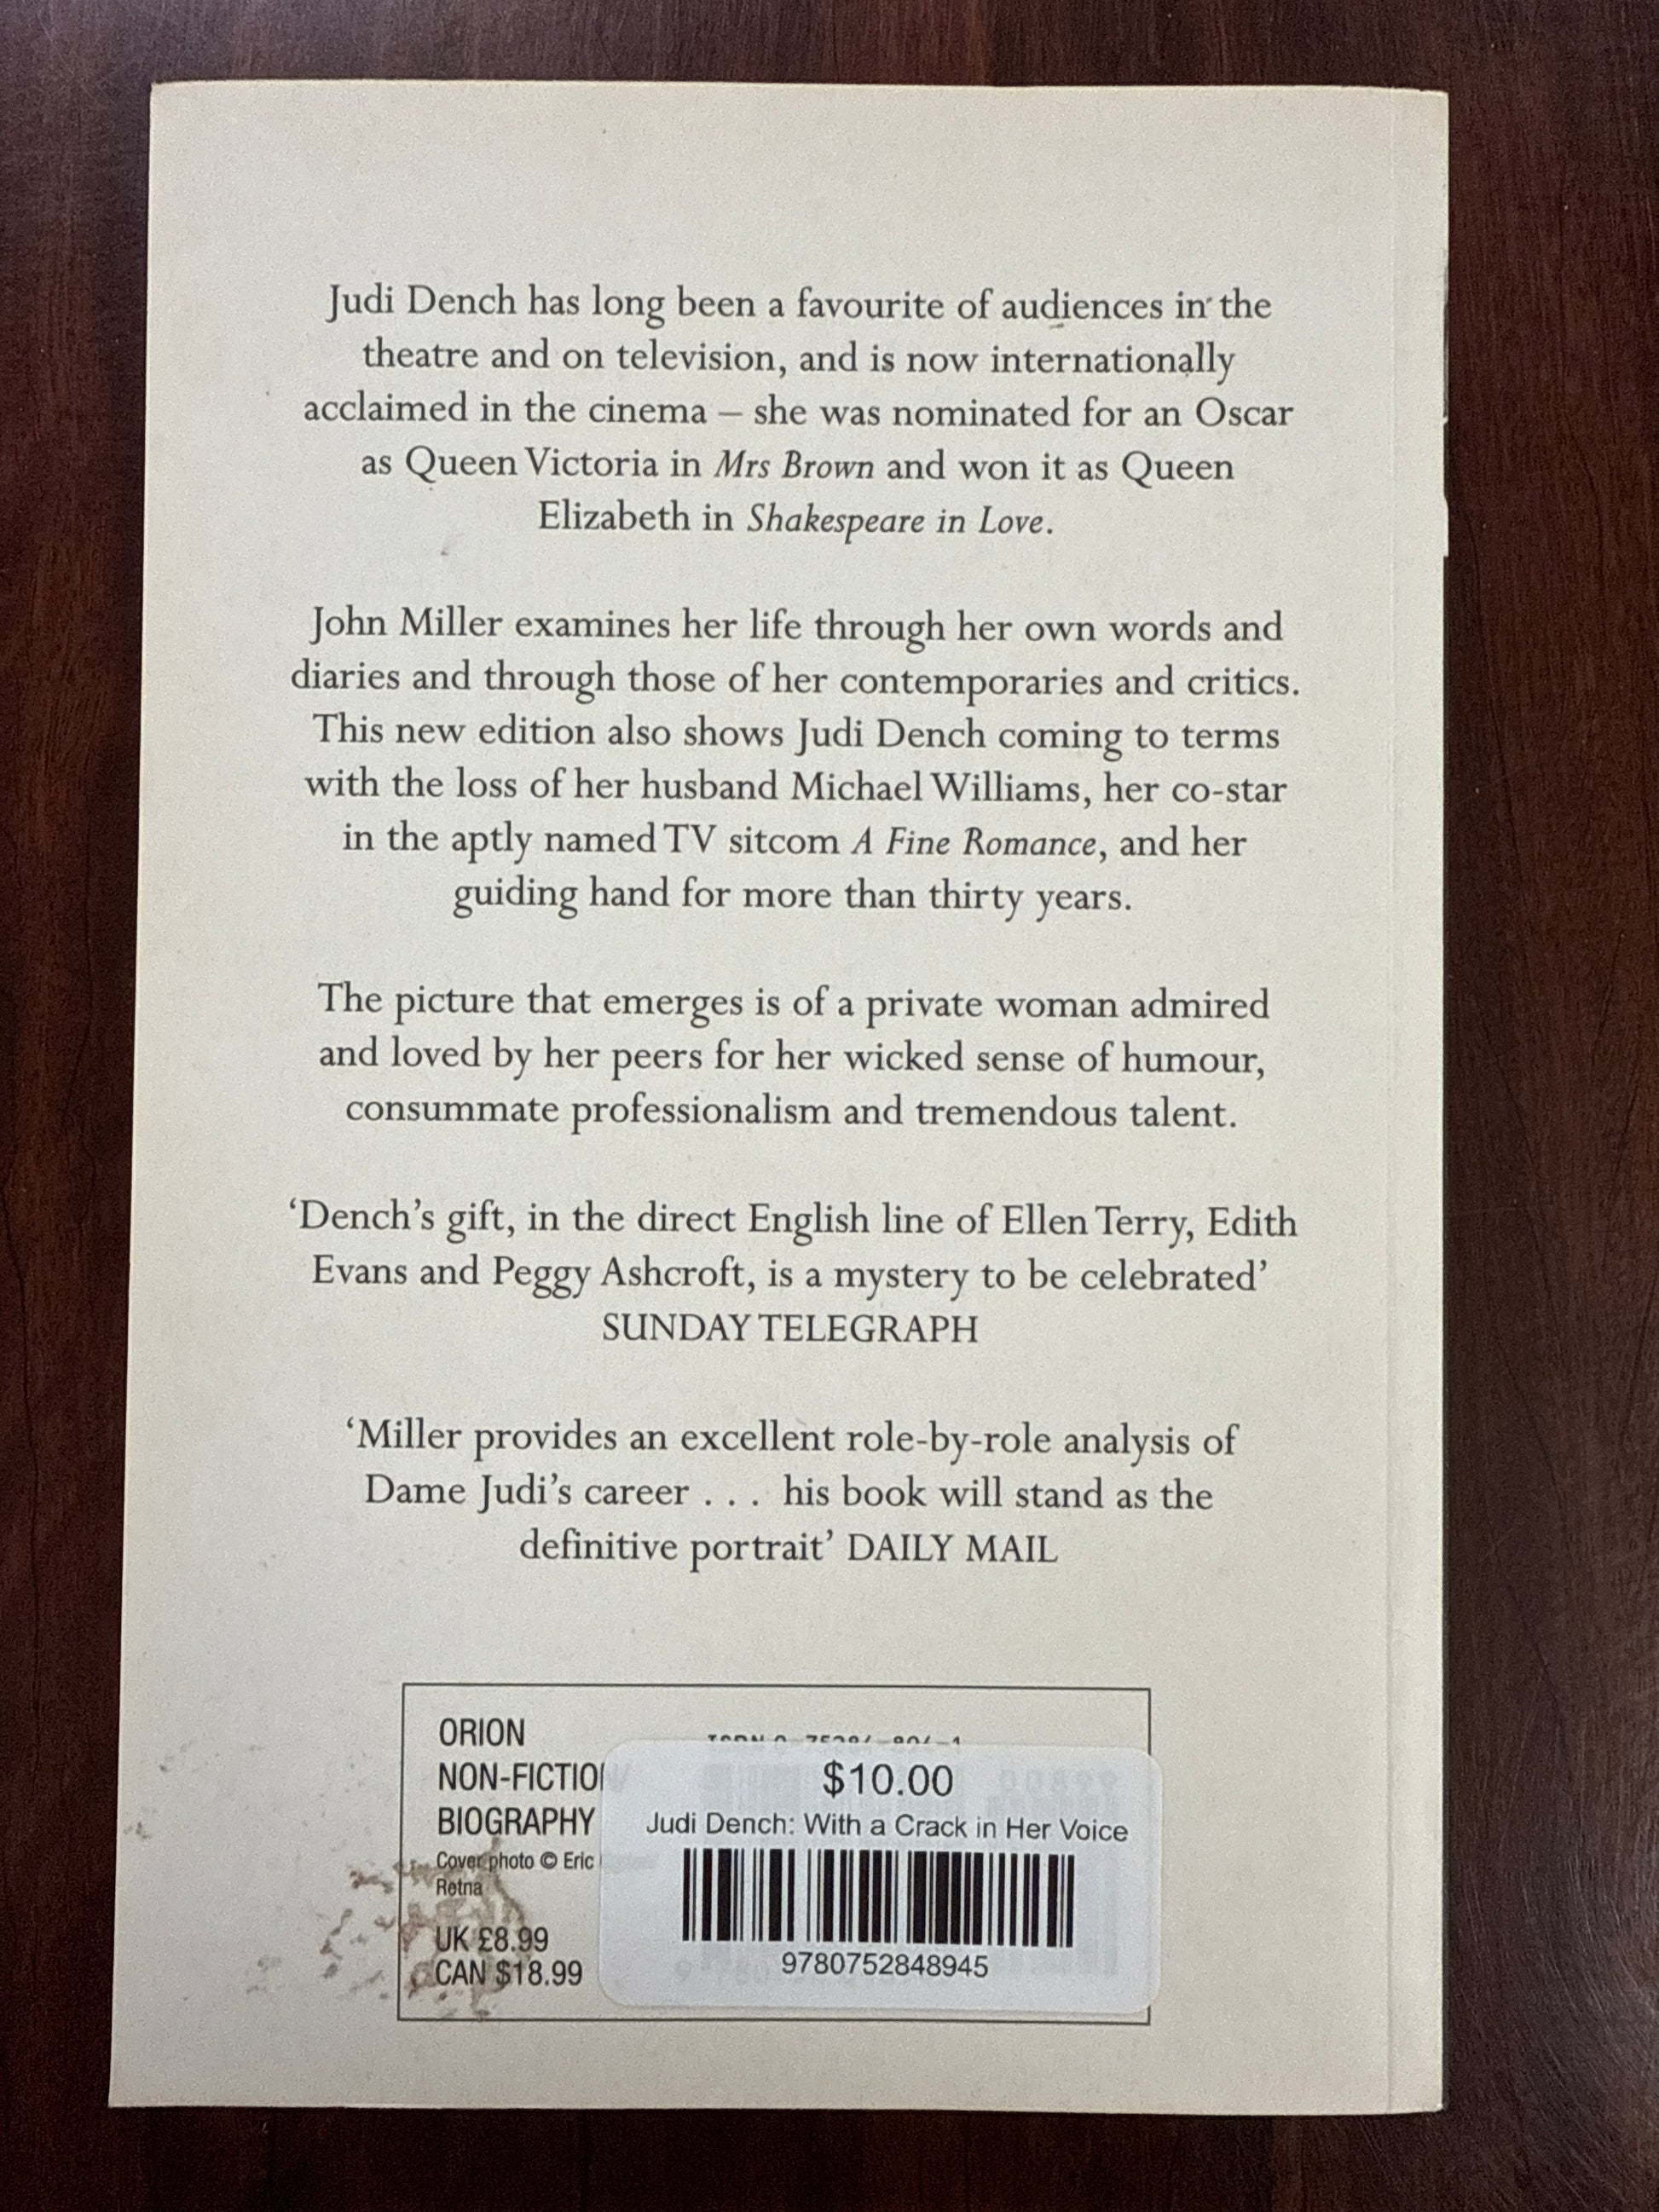 Judi Dench has long been a favourite of audiences in the
theatre and on television, and is now internationally
acclaimed in the cinema – she was nominated for an Oscar
as Queen Victoria in Mrs Brown and won it as Queen
Elizabeth in Shakespeare in Love.
John Miller examines her life through her own words and
diaries and through those of her contemporaries and critics.
This new edition also shows Judi Dench coming to terms
with the loss of her husband Michael Williams, her co-star
in the aptly named TV sitcom A Fine Romance, and her
guiding hand for more than thirty years.
The picture that emerges is of a private woman admired
and loved by her peers for her wicked sense of humour,
consummate professionalism and tremendous talent.
‘Dench’s gift, in the direct English line of Ellen Terry, Edith
Evans and Peggy Ashcroft, is a mystery to be celebrated’
SUNDAY TELEGRAPH
‘Miller provides an excellent role-by-role analysis of
Dame Judi’s career . . . his book will stand as the
definitive portrait’ DAILY MAIL
ORION
NON-FICTION
BIOGRAPHY
Cover photo © Eric
Retna
UK £8.99
CAN $18.99
$10.00
Judi Dench: With a Crack in Her Voice
9780752848945